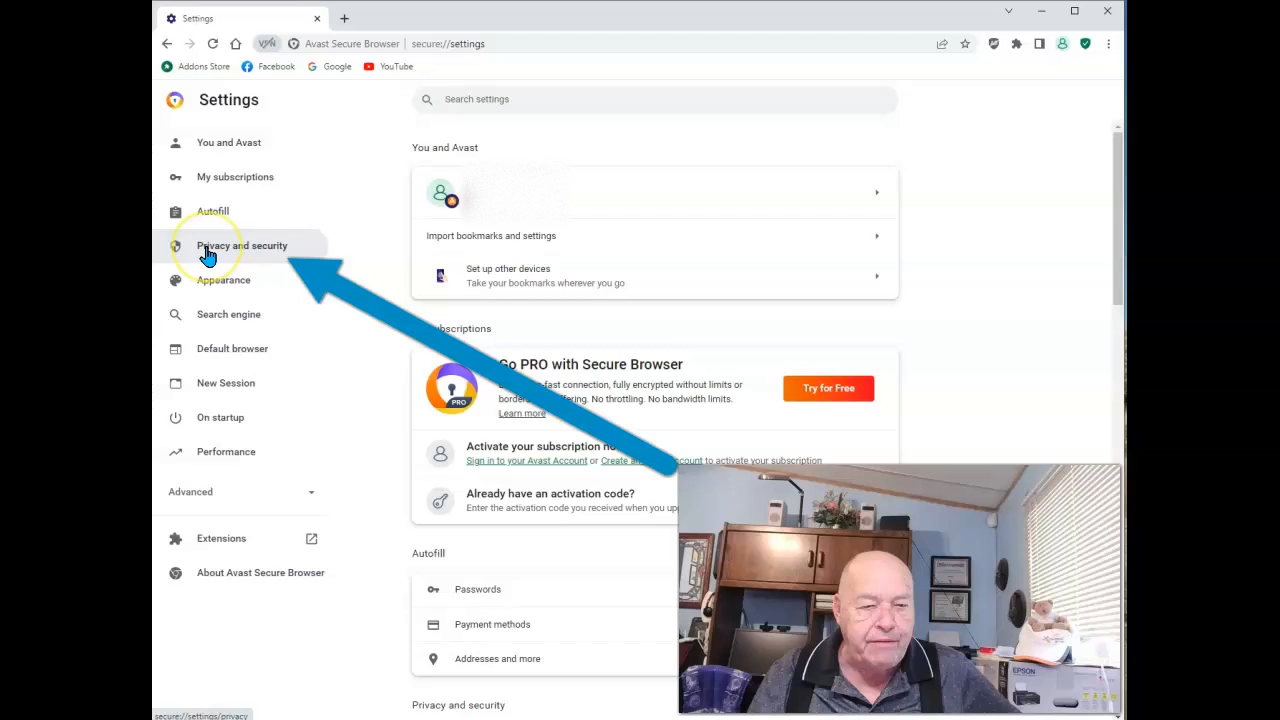 Settings
Avast Secure Browser
secure://settings
Addons Store
Facebook
Google
YouTube
Settings
Search settings
You and Avast
My subscriptions
Autofill
Privacy and security
Appearance
Search engine
Default browser
New Session
On startup
Performance
Advanced
Extensions
About Avast Secure Browser
You and Avast
Import bookmarks and settings
Set up other devices
Take your bookmarks wherever you go
PRO
Go PRO with Secure Browser
fast connection, fully encrypted without limits or
No throttling. No bandwidth limits.
Learn more
Try for Free
Activate your subscription
Sign in to your Avast Account or
to activate your subscription
Already have an activation code?
Enter the activation code you received when you
Autofill
Passwords
Payment methods
Addresses and more
Privacy and security
EPSON
secure://settings/privacy